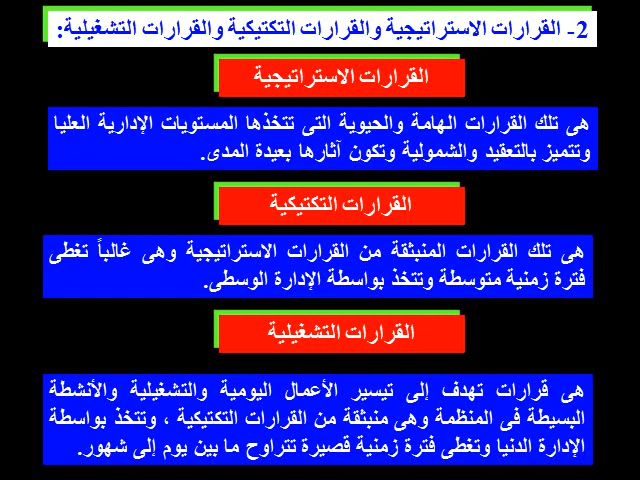 2- القرارات الاستراتيجية والقرارات التكتيكية والقرارات التشغيلية:
القرارات الاستراتيجية
هى تلك القرارات الهامة والحيوية التى تتخذها المستويات الإدارية العليا
وتتميز بالتعقيد والشمولية وتكون آثارها بعيدة المدى.
القرارات التكتيكية
هى تلك القرارات المنبثقة من القرارات الاستراتيجية وهى غالباً تغطى
فترة زمنية متوسطة وتتخذ بواسطة الإدارة الوسطى.
القرارات التشغيلية
هى قرارات تهدف إلى تيسير الأعمال اليومية والتشغيلية والأنشطة
البسيطة فى المنظمة وهى منبثقة من القرارات التكتيكية ، وتتخذ بواسطة
الإدارة الدنيا وتغطى فترة زمنية قصيرة تتراوح ما بين يوم إلى شهور.